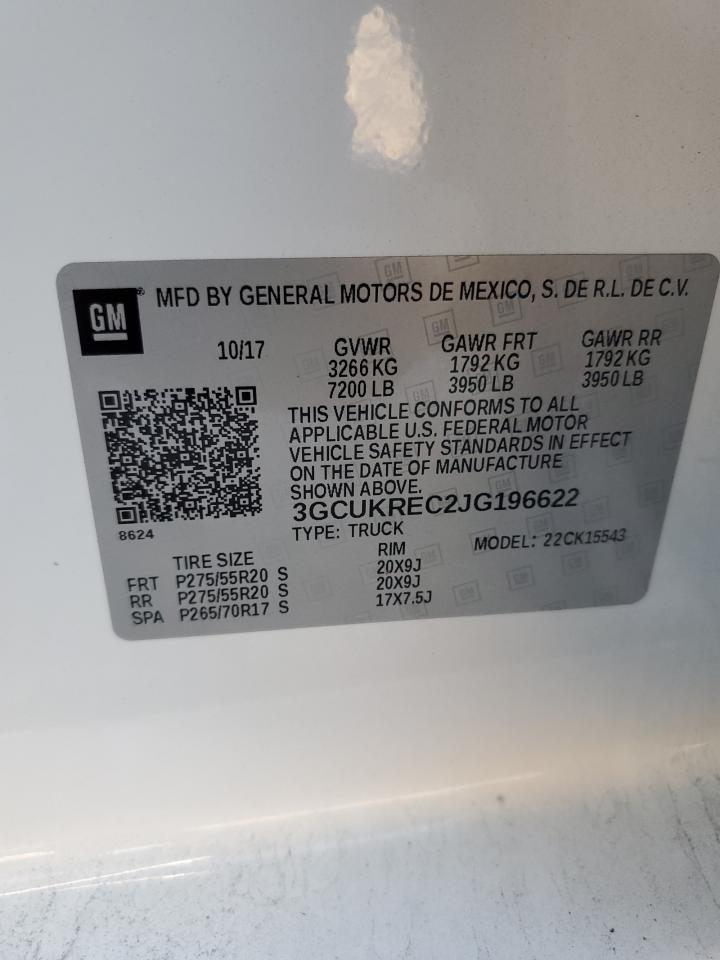 GM
MFD BY GENERAL MOTORS DE MEXICO, S. DE R.L. DE C.V.
10/17
GVWR
3266 KG
7200 LB
GAWR FRT
1792 KG
3950 LB
GAWR RR
1792 KG
3950 LB
THIS VEHICLE CONFORMS TO ALL
APPLICABLE U.S. FEDERAL MOTOR
VEHICLE SAFETY STANDARDS IN EFFECT
ON THE DATE OF MANUFACTURE
SHOWN ABOVE.
3GCUKREC2JG196622
8624
TYPE: TRUCK
MODEL: 22CK15543
TIRE SIZE RIM
FRT P275/55R20 S 20X9J
RR P275/55R20 S 20X9J
SPA P265/70R17 S 17X7.5J